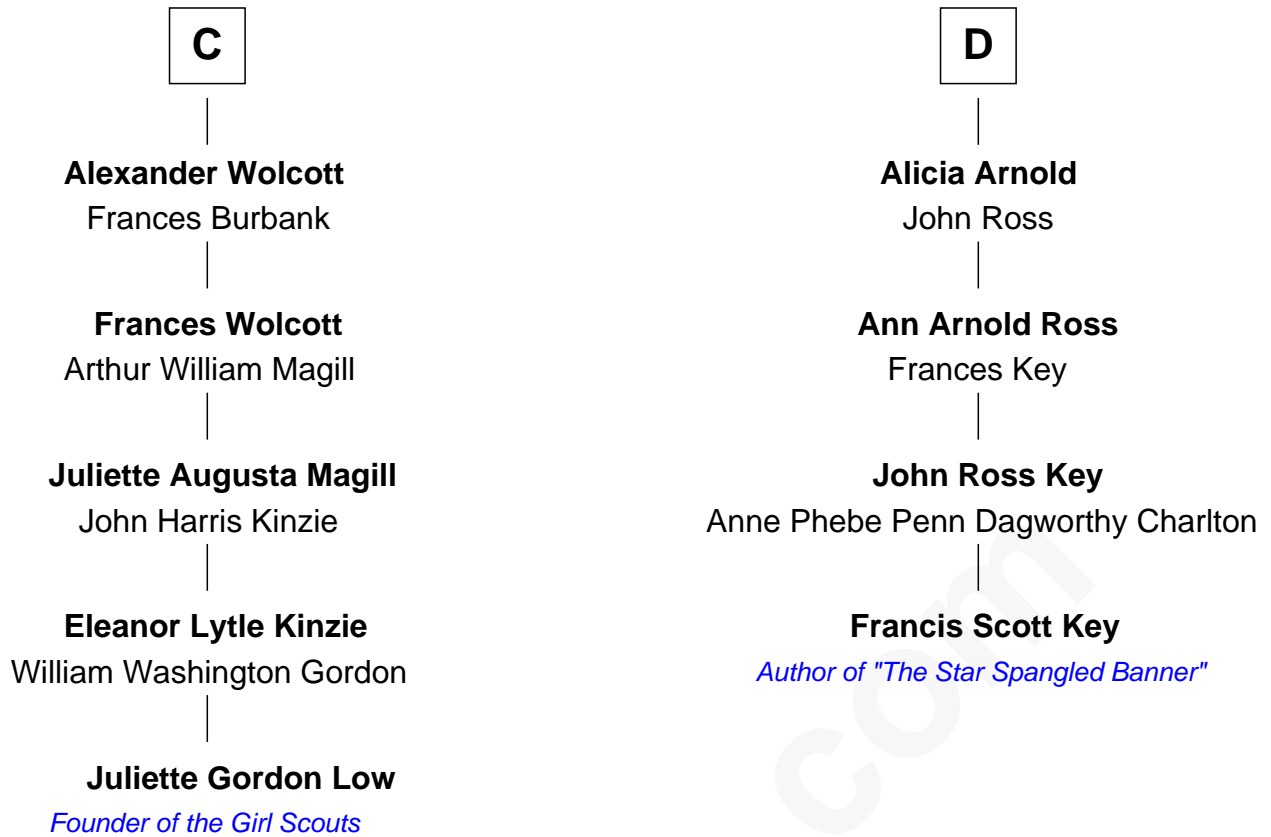 C
Alexander Wolcott
Frances Burbank
Frances Wolcott
Arthur William Magill
Juliette Augusta Magill
John Harris Kinzie
Eleanor Lytle Kinzie
William Washington Gordon
Juliette Gordon Low
Founder of the Girl Scouts
D
Alicia Arnold
John Ross
Ann Arnold Ross
Frances Key
John Ross Key
Anne Phebe Penn Dagworthy Charlton
Francis Scott Key
Author of "The Star Spangled Banner"
com